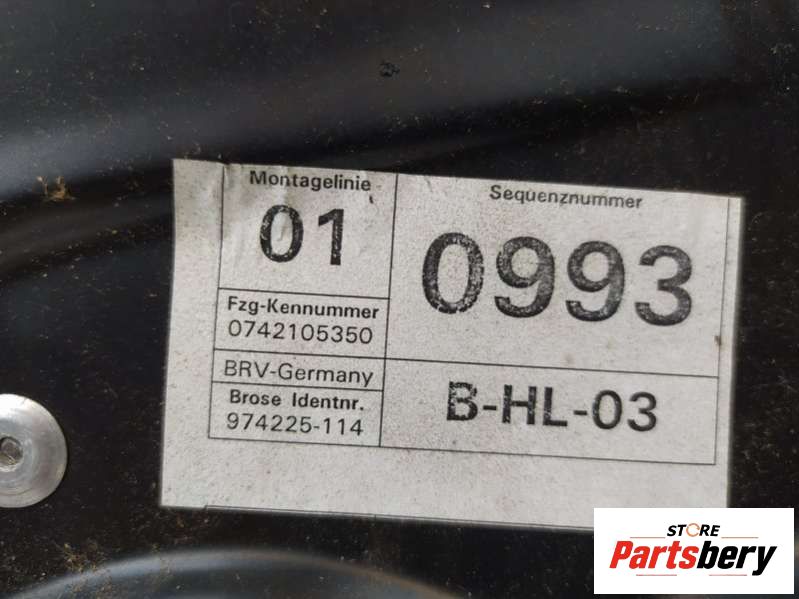 Montagelinie
01
Sequenznummer
0993
Fzg-Kennummer
0742105350
BRV-Germany
Brose Identnr.
974225-114
B-HL-03
STORE
Partsbery